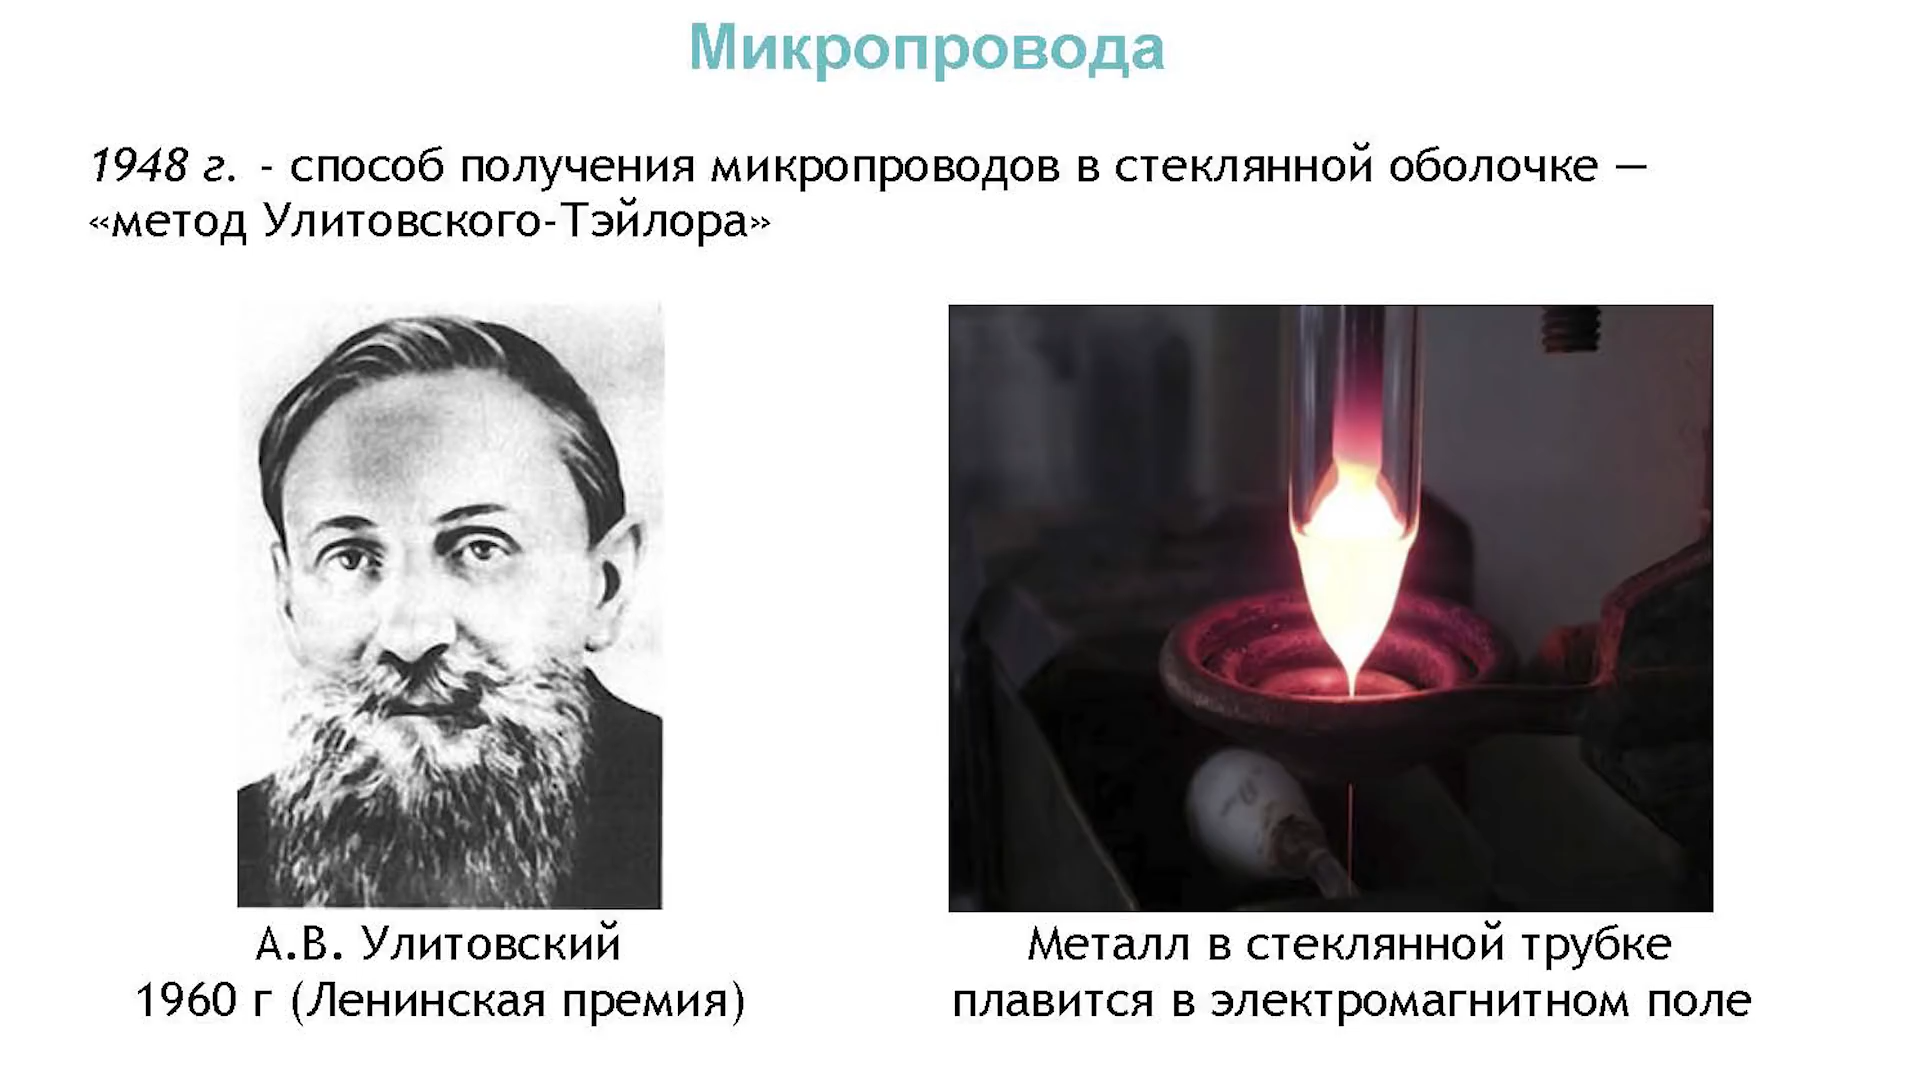 Микропровода
1948 г. - способ получения микропроводов в стеклянной оболочке —
«метод Улитовского-Тэйлора»
А.В. Улитовский
1960 г (Ленинская премия)
Металл в стеклянной трубке
плавится в электромагнитном поле